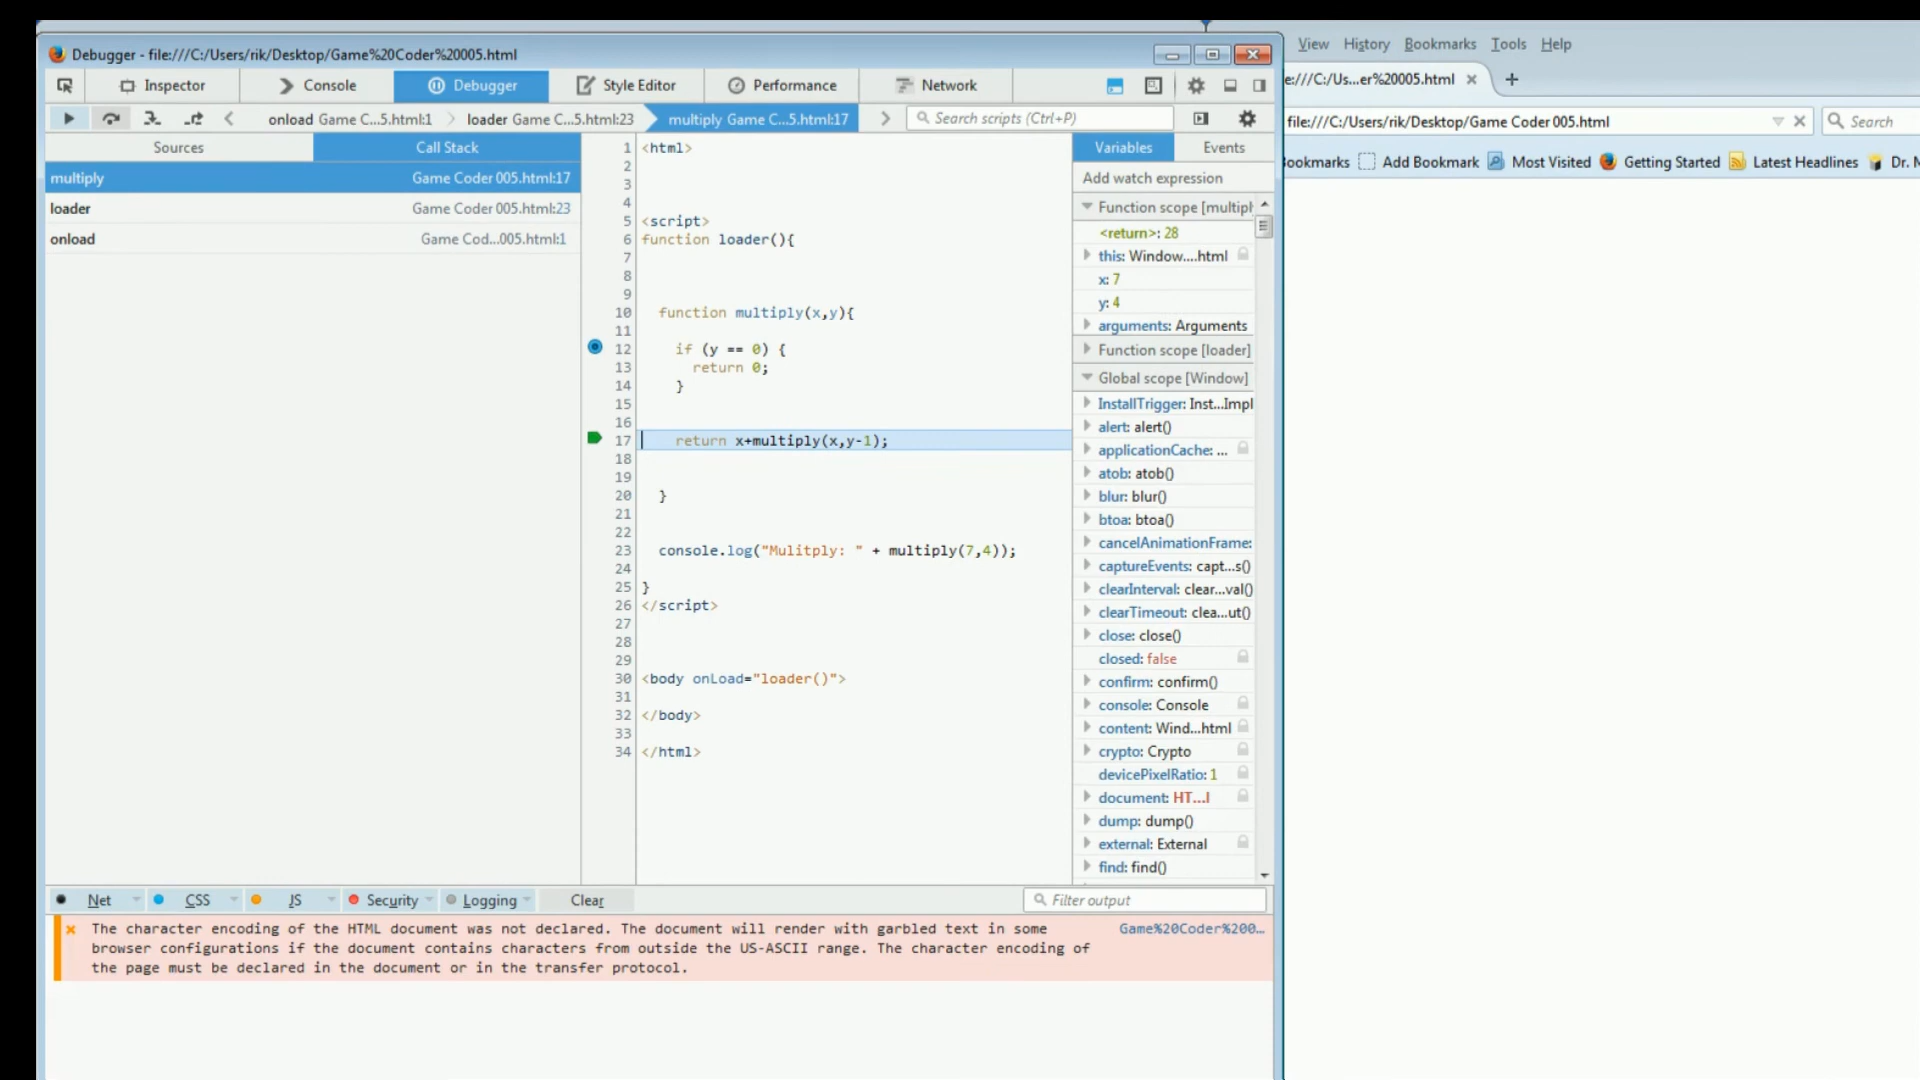 Debugger - file:///C:/Users/rik/Desktop/Game%20Coder%20005.html
Inspector Console Debugger Style Editor Performance Network
onload Game C...5.html:1 loader Game C...5.html:23 multiply Game C...5.html:17 Search scripts (Ctrl+P)
Sources Call Stack
multiply Game Coder 005.html:17
loader Game Coder 005.html:23
onload Game Cod...005.html:1
1 <html>
2
3
4
5 <script>
6 function loader(){
7
8
9
10 function multiply(x,y){
11
12 if (y == 0) {
13 return 0;
14 }
15
16
17 return x+multiply(x,y-1);
18
19
20 }
21
22
23 console.log("Mulitply: " + multiply(7,4));
24
25 }
26 </script>
27
28
29
30 <body onLoad="loader()">
31
32 </body>
33
34 </html>
Variables Events
Add watch expression
Function scope [multipl
<return>: 28
this: Window....html
x: 7
y: 4
arguments: Arguments
Function scope [loader]
Global scope [Window]
InstallTrigger: Inst...Impl
alert: alert()
applicationCache: ...
atob: atob()
blur: blur()
btoa: btoa()
cancelAnimationFrame:
captureEvents: capt...s()
clearInterval: clear...val()
clearTimeout: clea...ut()
close: close()
closed: false
confirm: confirm()
console: Console
content: Wind...html
crypto: Crypto
devicePixelRatio: 1
document: HT...l
dump: dump()
external: External
find: find()
Net CSS JS Security Logging Clear Filter output
The character encoding of the HTML document was not declared. The document will render with garbled text in some Game%20Coder%200...
browser configurations if the document contains characters from outside the US-ASCII range. The character encoding of
the page must be declared in the document or in the transfer protocol.
View History Bookmarks Tools Help
e:///C:/Us...er%20005.html
file:///C:/Users/rik/Desktop/Game Coder 005.html Search
ookmarks Add Bookmark Most Visited Getting Started Latest Headlines Dr. M